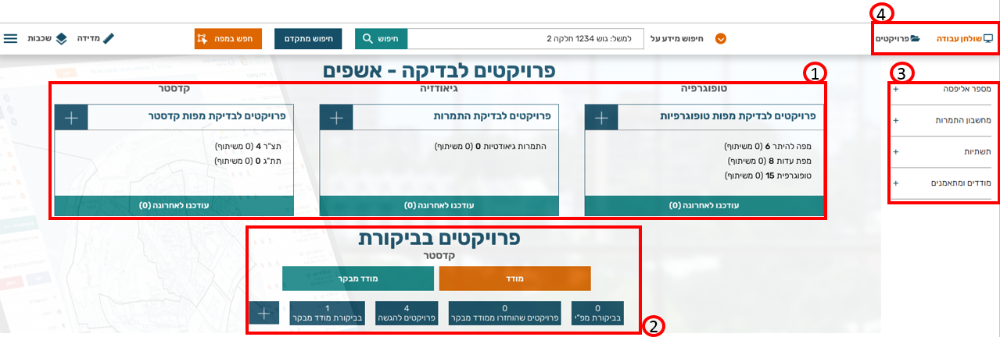 4
שולחן עבודה
פרויקטים
חיפוש מידע על
למשל: גוש 1234 חלקה 2
חיפוש
חיפוש מתקדם
חפש במפה
מדידה
שכבות
פרויקטים לבדיקה - אשפים
1
3
טופוגרפיה
גיאודזיה
קדסטר
פרויקטים לבדיקת מפות טופוגרפיות
מפה להיתר 6 (0 משיתוף)
מפת עדות 8 (0 משיתוף)
טופוגרפית 15 (0 משיתוף)
עודכנו לאחרונה (0)
פרויקטים לבדיקת התמרות
התמרות גיאודטיות 0 (0 משיתוף)
עודכנו לאחרונה (0)
פרויקטים לבדיקת מפות קדסטר
תצ"ר 4 (0 משיתוף)
תת"ג 0 (0 משיתוף)
עודכנו לאחרונה (0)
מספר אליפסה +
מחשבון התמרות +
תשתיות +
מודדים ומתאמנים +
פרויקטים בביקורת
קדסטר
מודד
מודד מבקר
0
בביקורת מפ"י
0
פרויקטים שהוחזרו ממודד מבקר
4
פרויקטים להגשה
1
בביקורת מודד מבקר
2